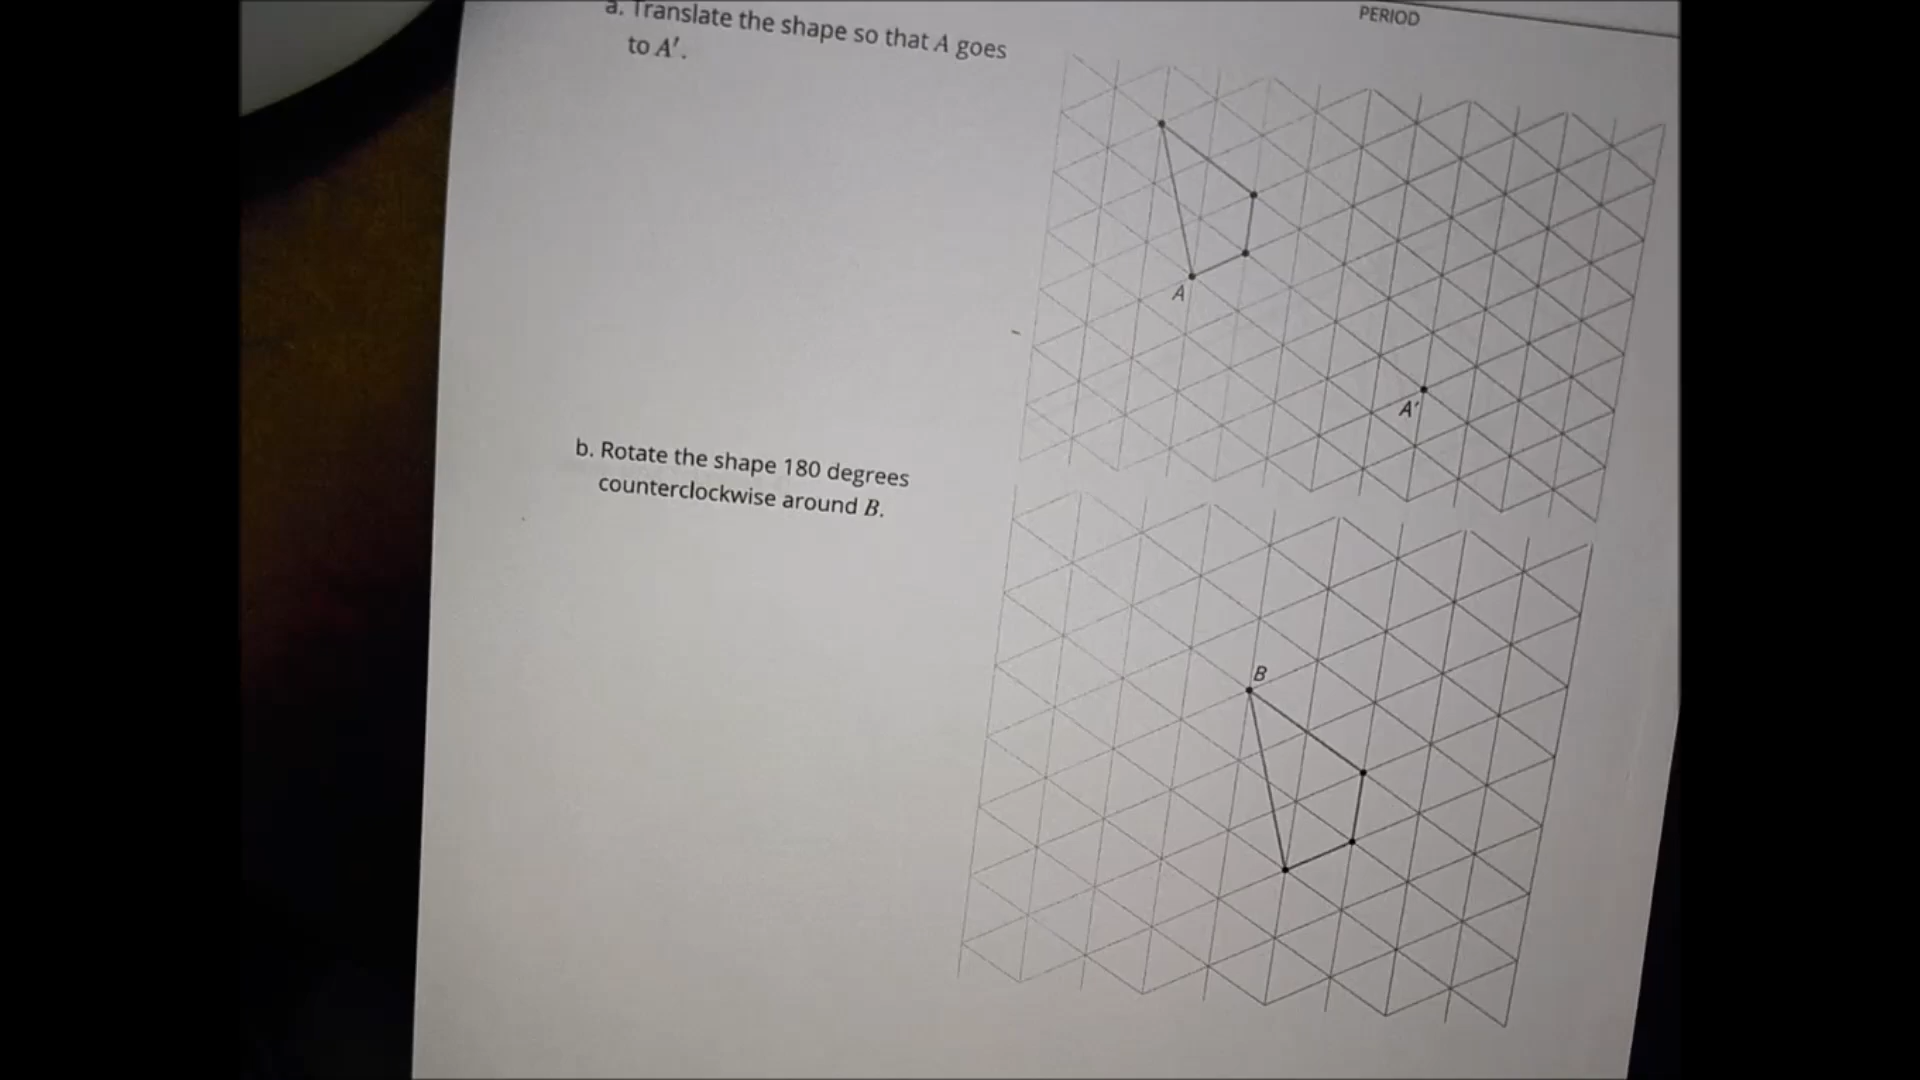 PERIOD
a. Translate the shape so that A goes
to A′.
A
A′
b. Rotate the shape 180 degrees
counterclockwise around B.
B